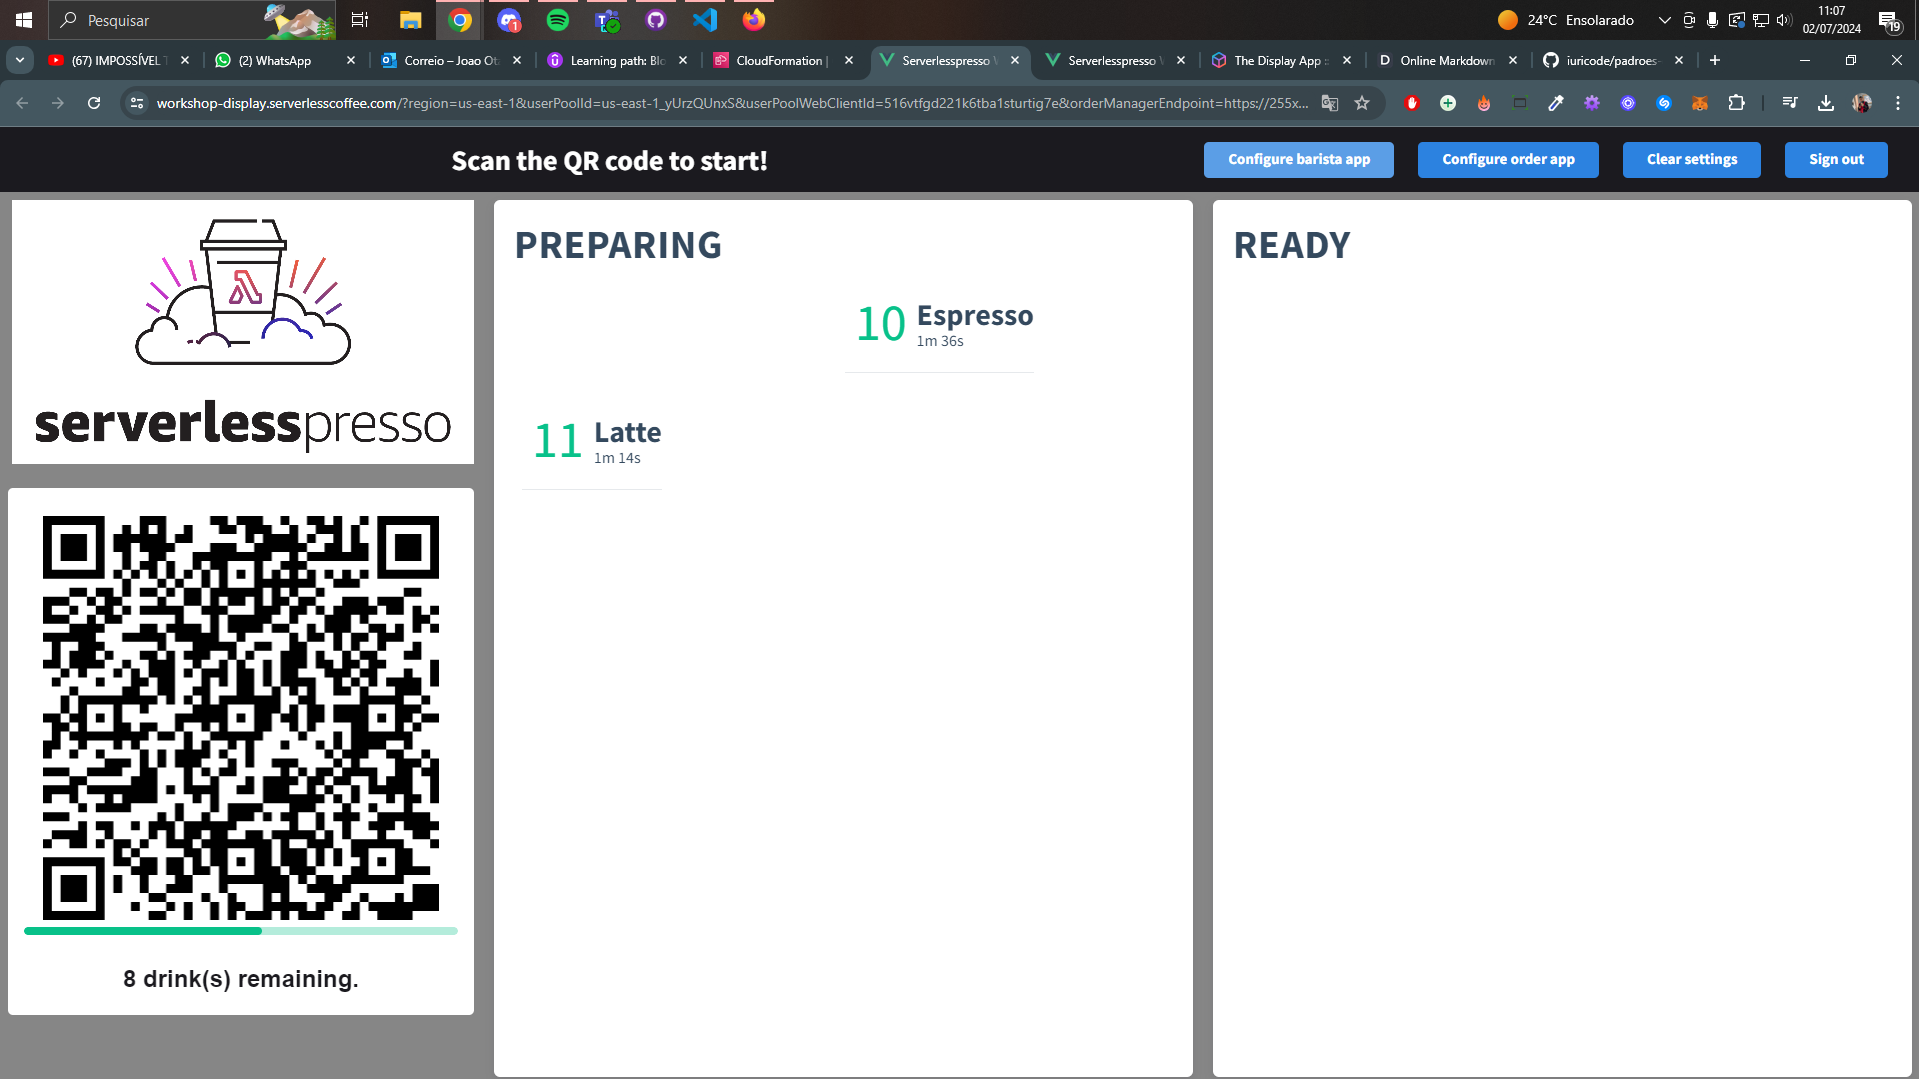 Pesquisar
1
24°C Ensolarado
11:07
02/07/2024
19
(67) IMPOSSÍVEL T
(2) WhatsApp
Correio – Joao Ota
Learning path: Blo
CloudFormation |
Serverlesspresso W
Serverlesspresso W
The Display App ::
Online Markdown
iuricode/padroes-
workshop-display.serverlesscoffee.com/?region=us-east-1&userPoolId=us-east-1_yUrzQUnxS&userPoolWebClientId=516vtfgd221k6tba1sturtig7e&orderManagerEndpoint=https://255x...
Scan the QR code to start!
Configure barista app
Configure order app
Clear settings
Sign out
serverlesspresso
PREPARING
10 Espresso
1m 36s
11 Latte
1m 14s
READY
8 drink(s) remaining.